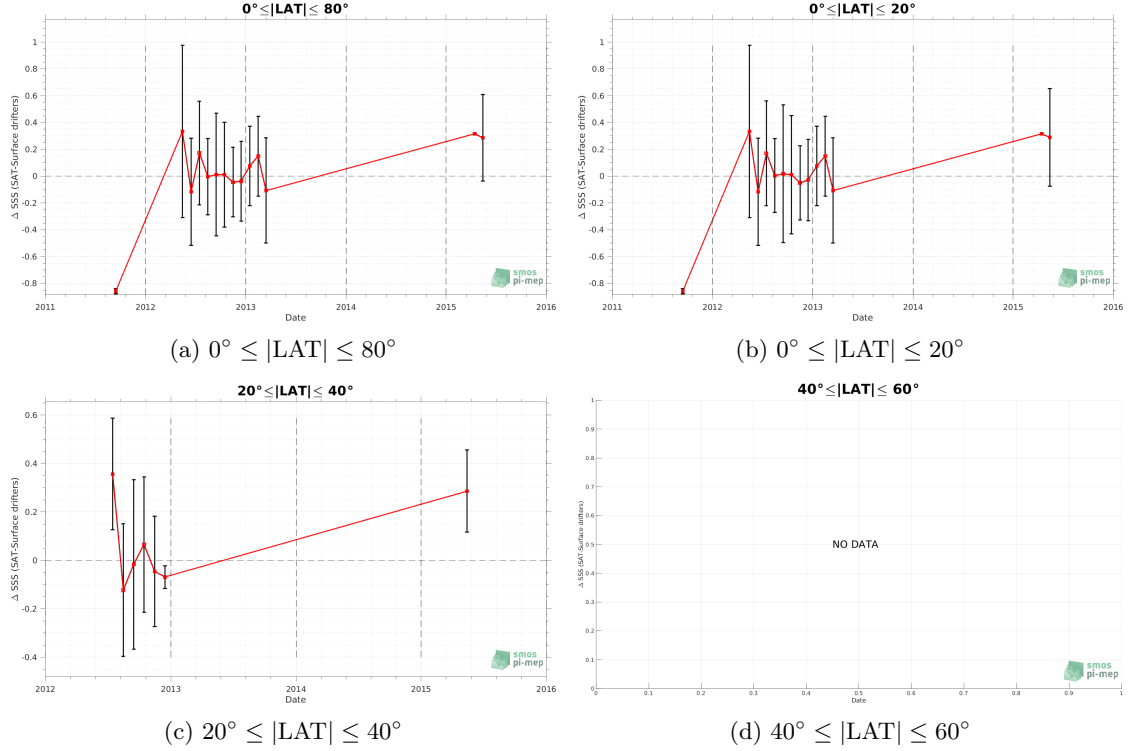 0°≤|LAT|≤ 80°
Δ SSS (SAT-Surface drifters)
1
0.8
0.6
0.4
0.2
0
-0.2
-0.4
-0.6
-0.8
2011 2012 2013 2014 2015 2016
Date
smos
pi-mep
(a) 0° ≤ |LAT| ≤ 80°
0°≤|LAT|≤ 20°
Δ SSS (SAT-Surface drifters)
1
0.8
0.6
0.4
0.2
0
-0.2
-0.4
-0.6
-0.8
2011 2012 2013 2014 2015 2016
Date
smos
pi-mep
(b) 0° ≤ |LAT| ≤ 20°
20°≤|LAT|≤ 40°
Δ SSS (SAT-Surface drifters)
0.6
0.4
0.2
0
-0.2
-0.4
2012 2013 2014 2015 2016
Date
smos
pi-mep
(c) 20° ≤ |LAT| ≤ 40°
40°≤|LAT|≤ 60°
Δ SSS (SAT-Surface drifters)
1
0.9
0.8
0.7
0.6
0.5
0.4
0.3
0.2
0.1
0
NO DATA
0 0.1 0.2 0.3 0.4 0.5 0.6 0.7 0.8 0.9 1
Date
smos
pi-mep
(d) 40° ≤ |LAT| ≤ 60°